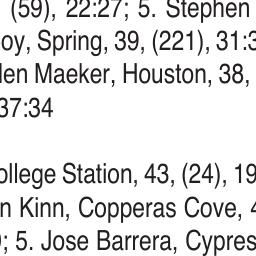 (59), 22:27; 5. Stephen
oy, Spring, 39, (221), 31:3
len Maeker, Houston, 38,
37:34
ollege Station, 43, (24), 19
n Kinn, Copperas Cove, 4
; 5. Jose Barrera, Cypres